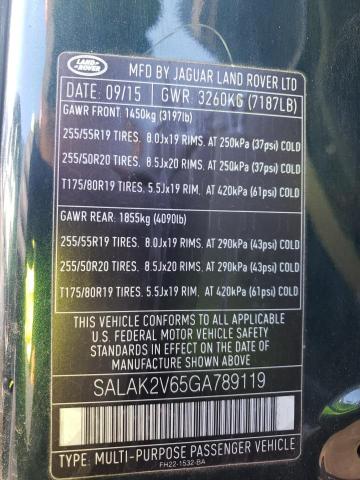 LAND ROVER
MFD BY JAGUAR LAND ROVER LTD
DATE: 09/15 GWR: 3260KG (7187LB)
GAWR FRONT: 1450kg (3197lb)
255/55R19 TIRES. 8.0Jx19 RIMS. AT 250kPa (37psi) COLD
255/50R20 TIRES. 8.5Jx20 RIMS. AT 250kPa (37psi) COLD
T175/80R19 TIRES. 5.5Jx19 RIM. AT 420kPa (61psi) COLD
GAWR REAR: 1855kg (4090lb)
255/55R19 TIRES. 8.0Jx19 RIMS. AT 290kPa (43psi) COLD
255/50R20 TIRES. 8.5Jx20 RIMS. AT 290kPa (43psi) COLD
T175/80R19 TIRES. 5.5Jx19 RIM. AT 420kPa (61psi) COLD
THIS VEHICLE CONFORMS TO ALL APPLICABLE
U.S. FEDERAL MOTOR VEHICLE SAFETY STANDARDS
IN EFFECT ON THE DATE OF MANUFACTURE SHOWN ABOVE
SALAK2V65GA789119
TYPE: MULTI-PURPOSE PASSENGER VEHICLE
FH22-1532-BA